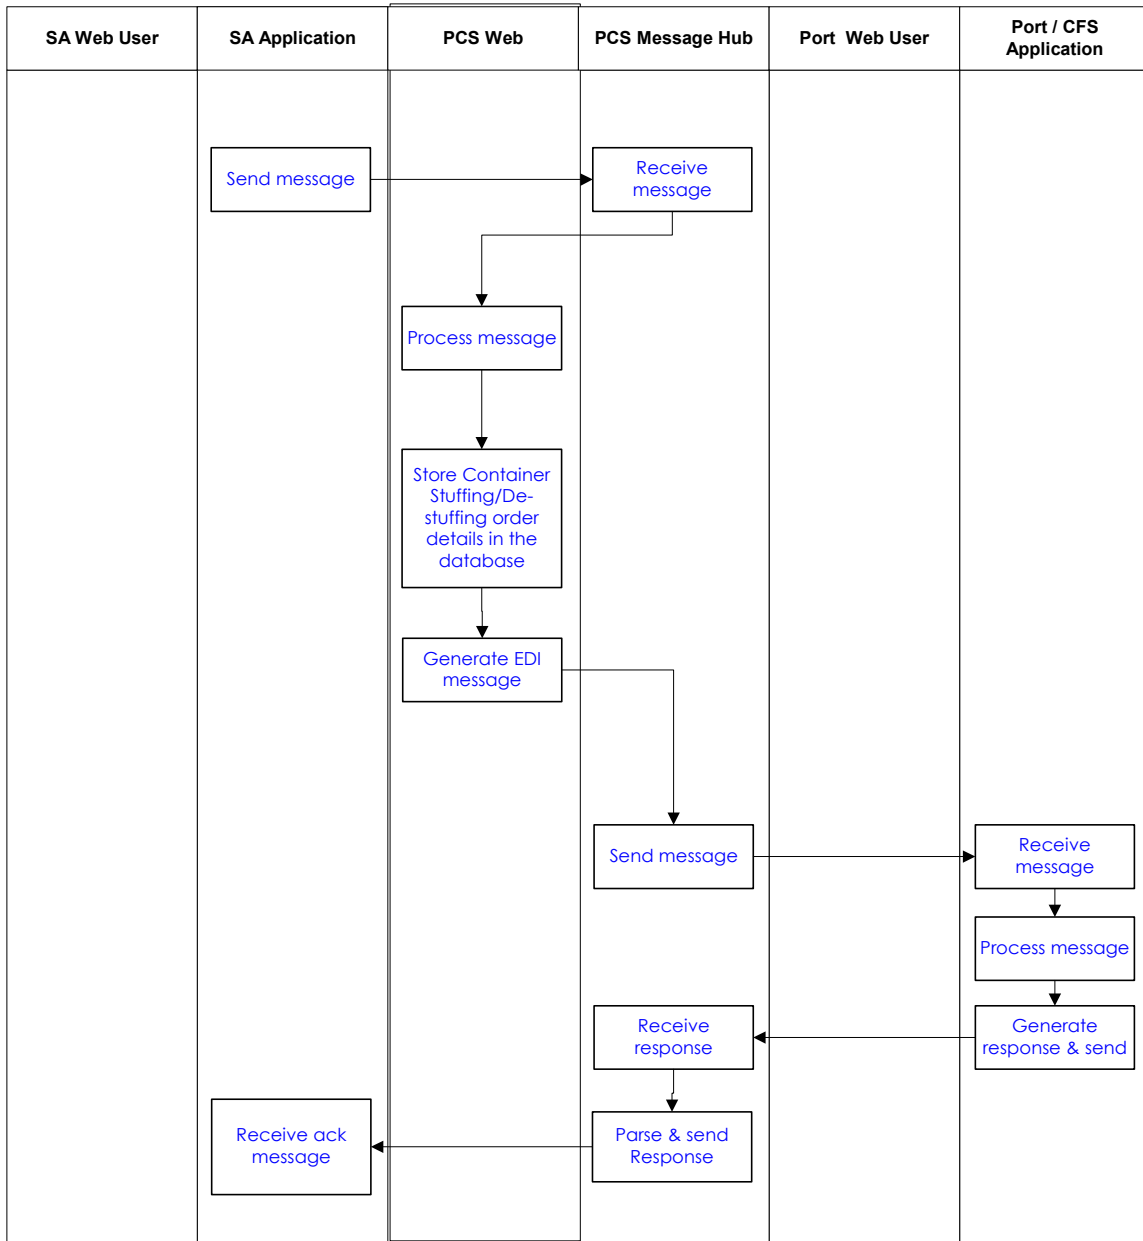 SA Web User
SA Application
PCS Web
PCS Message Hub
Port Web User
Port / CFS
Application
Send message
Receive
message
Process message
Store Container
Stuffing/De-
stuffing order
details in the
database
Generate EDI
message
Send message
Receive
message
Process message
Receive
response
Generate
response & send
Receive ack
message
Parse & send
Response